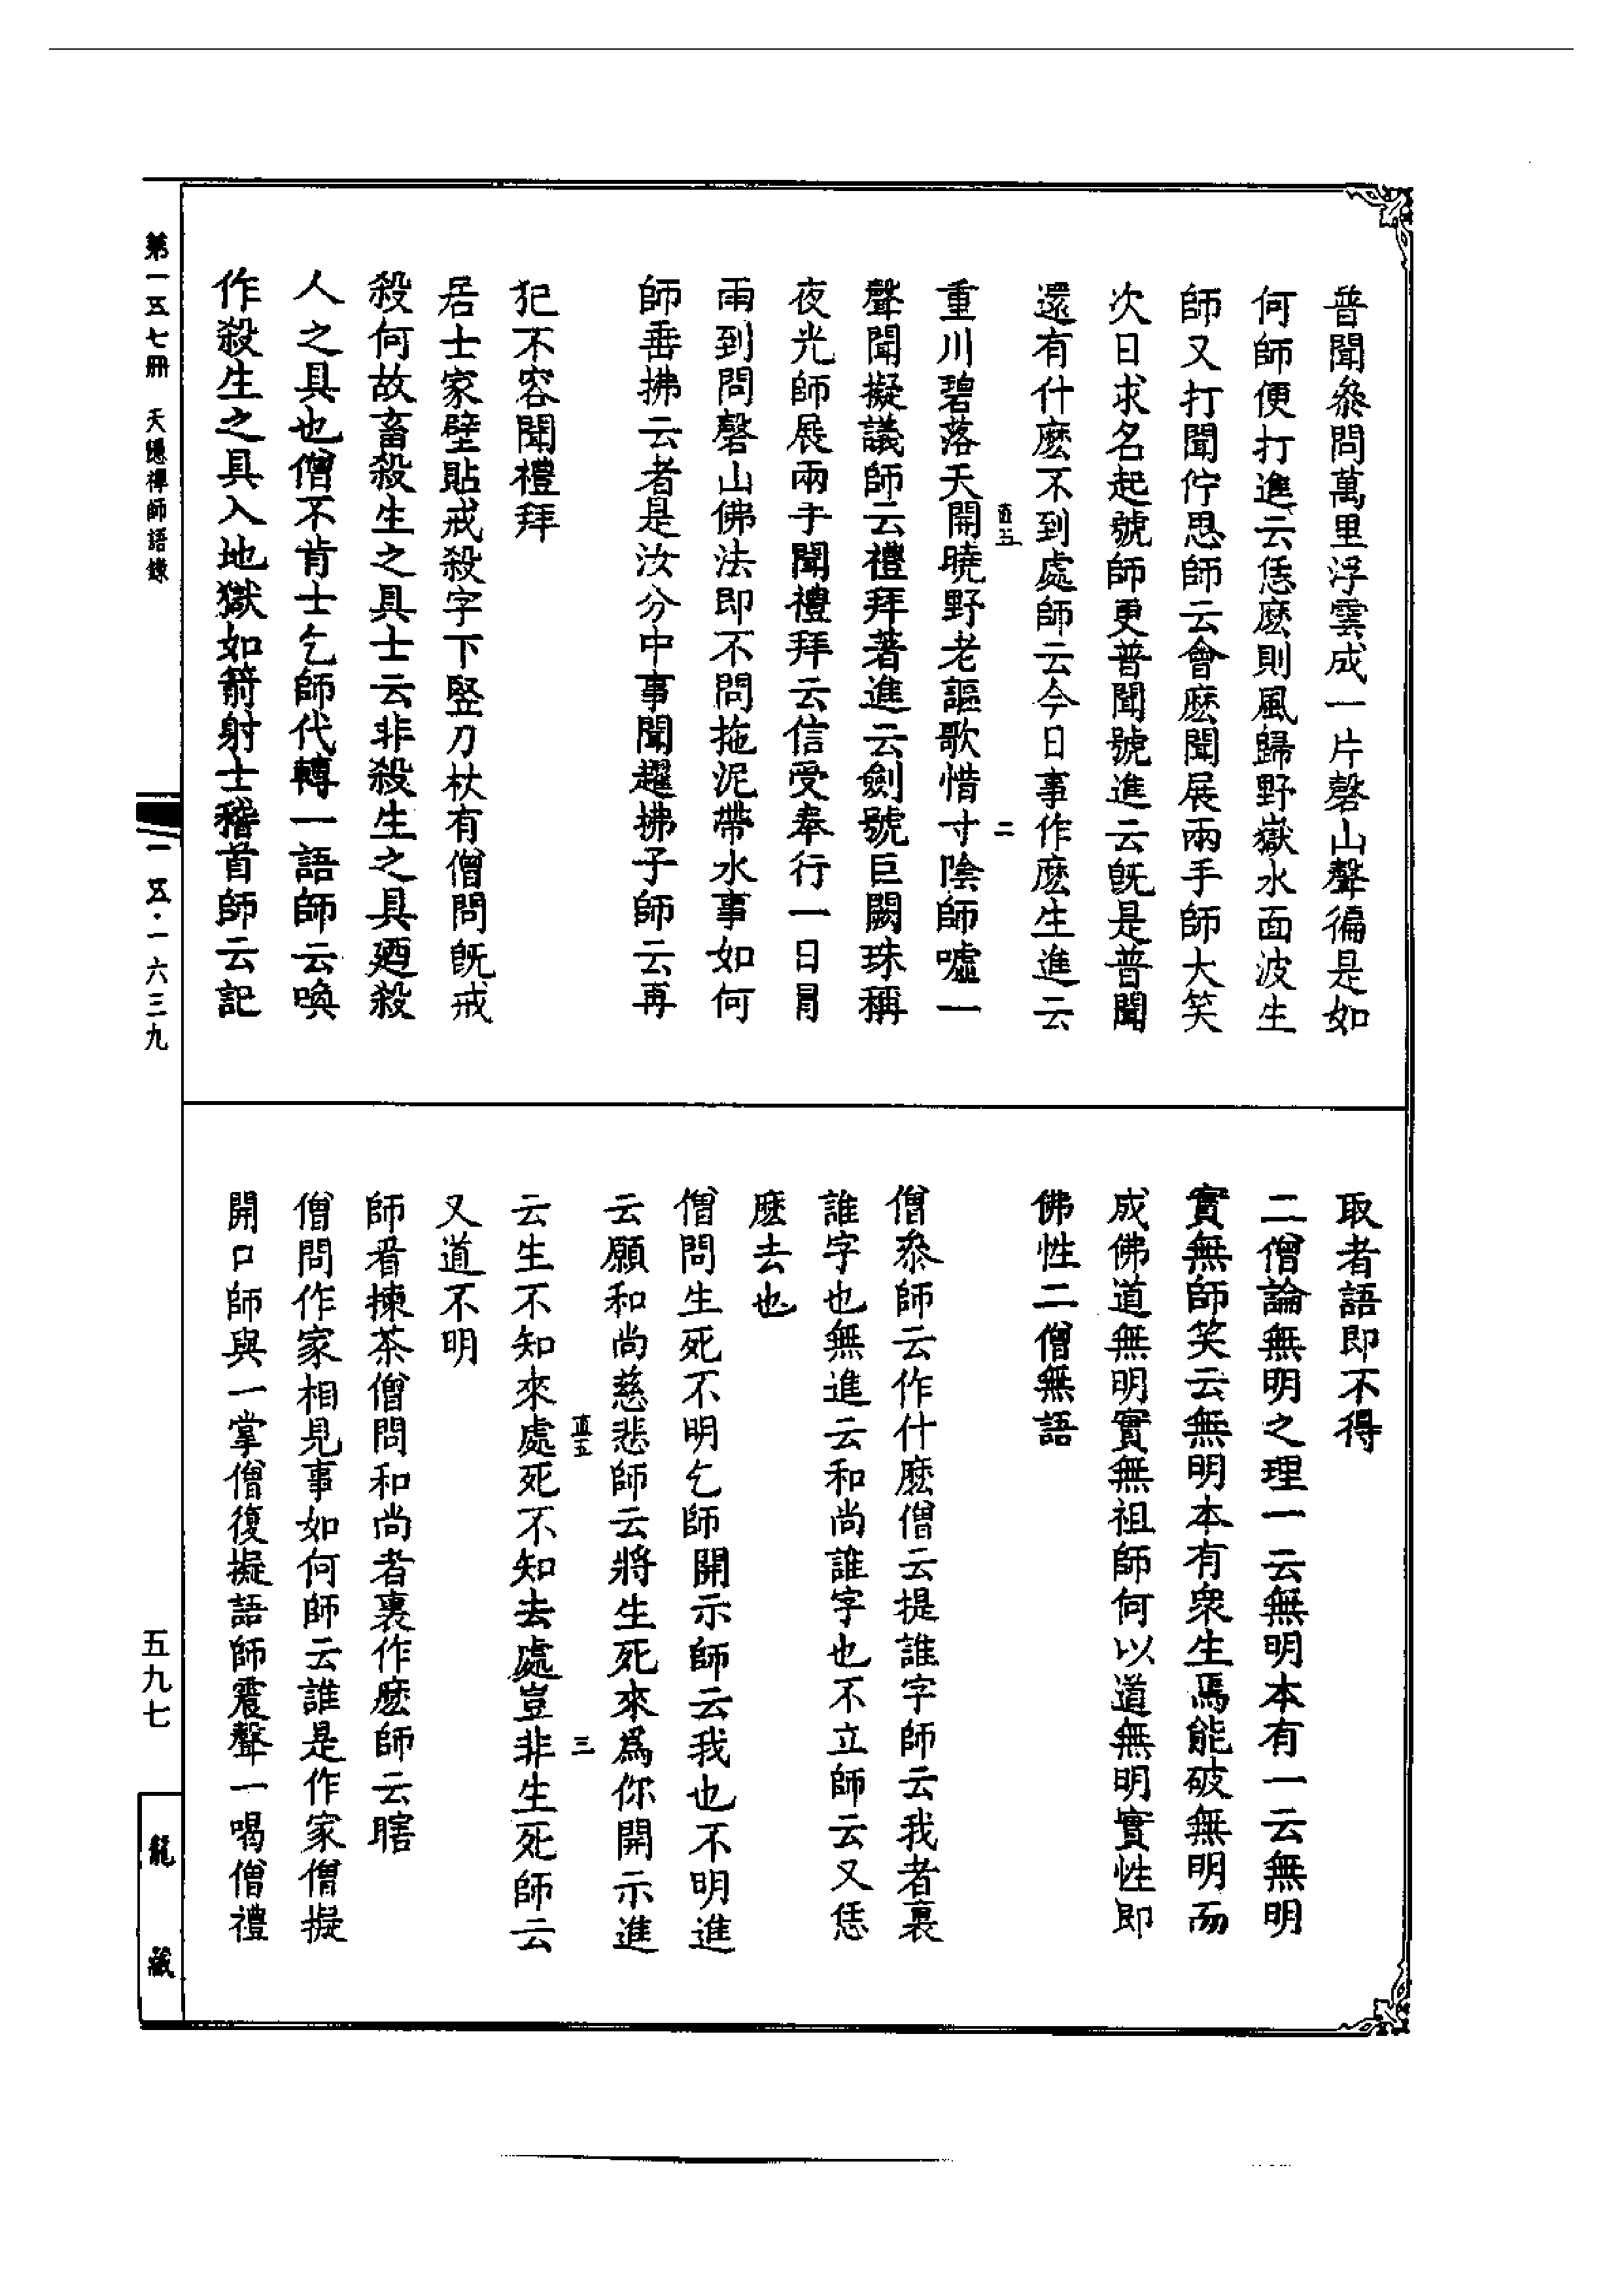 普聞叅問萬里浮雲成一片磬山聲徧是如
何師便打進云恁麽則風歸野嶽水面波生
師又打聞佇思師云會麽聞展兩手師大笑
次日求名起號師更普聞號進云旣是普聞
還有什麽不到處師云今日事作麽生進云
二
重川碧落天開曉野老謳歌惜寸陰師噓一
聲聞擬議師云禮拜著進云劍號巨闕珠稱
夜光師展兩手聞禮拜云信受奉行一日冐
雨到問磬山佛法即不問拖泥帶水事如何
師垂拂云者是汝分中事聞趯拂子師云再
犯不容聞禮拜
居士家壁貼戒殺字下竪刀杖有僧問旣戒
殺何故畜殺生之具士云非殺生之具廼殺
人之具也僧不肯士乞師代轉一語師云喚
作殺生之具入地獄如箭射士稽首師云記
取者語即不得
二僧論無明之理一云無明本有一云無明
實無師笑云無明本有衆生焉能破無明而
成佛道無明實無祖師何以道無明實性即
佛性二僧無語
僧叅師云作什麽僧云提誰字師云我者裏
誰字也無進云和尚誰字也不立師云又恁
麽去也
僧問生死不明乞師開示師云我也不明進
云願和尚慈悲師云將生死來爲你開示進
三
云生不知來處死不知去處豈非生死師云
又道不明
師看揀茶僧問和尚者裏作麽師云瞎
僧問作家相見事如何師云誰是作家僧擬
開口師與一掌僧復擬語師震聲一喝僧禮
第一五七冊 天隱禪師語錄
一五·一六三九
五九七
龍藏